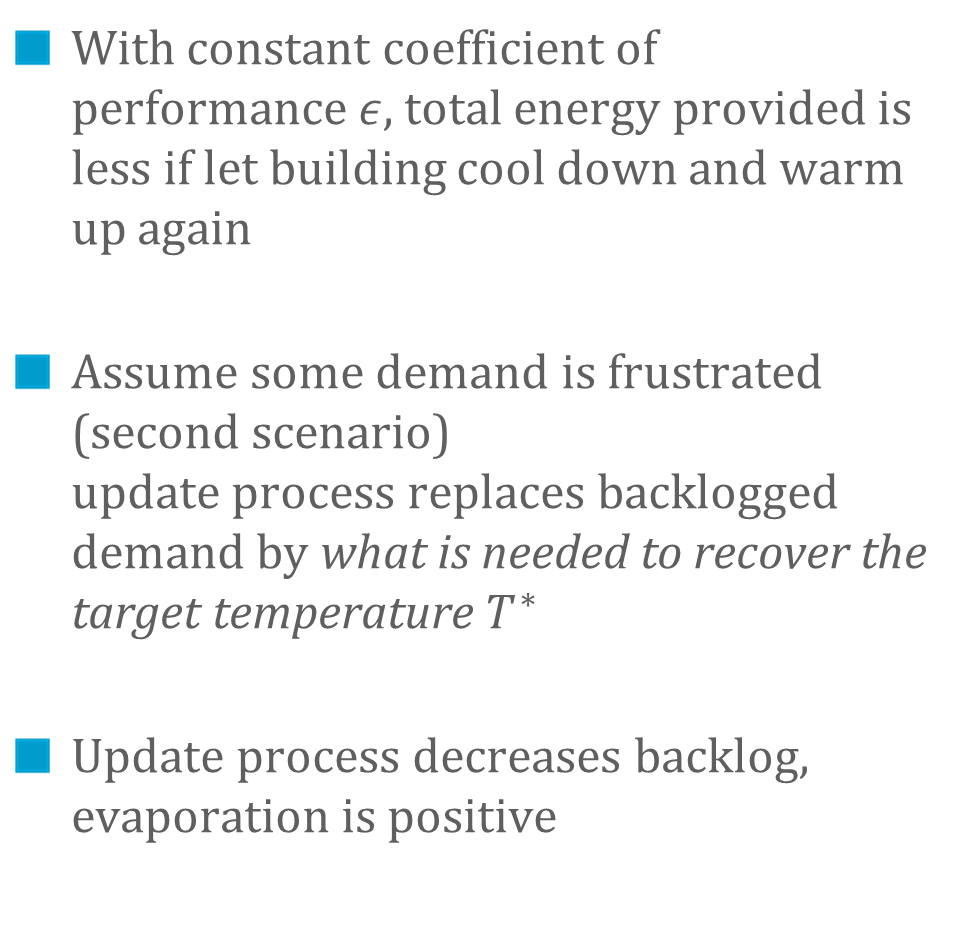 With constant coefficient of
performance ϵ, total energy provided is
less if let building cool down and warm
up again
Assume some demand is frustrated
(second scenario)
update process replaces backlogged
demand by what is needed to recover the
target temperature T*
Update process decreases backlog,
evaporation is positive